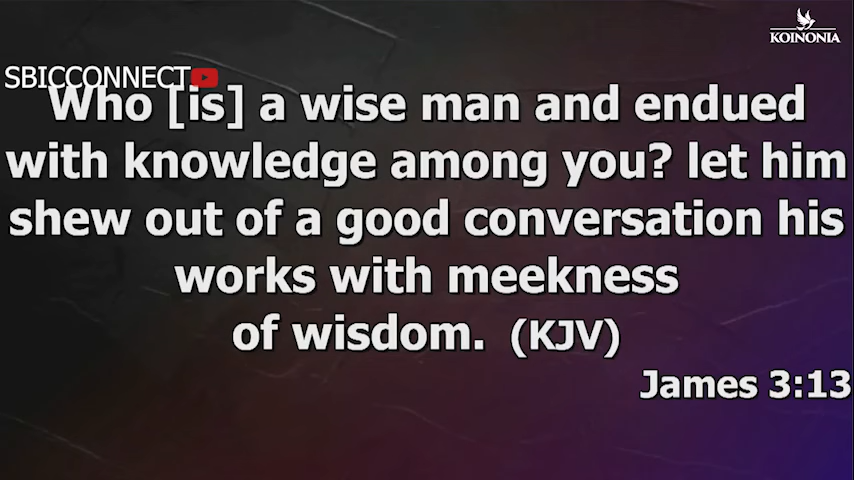 KOINONIA
SBICCONNECT
Who [is] a wise man and endued
with knowledge among you? let him
shew out of a good conversation his
works with meekness
of wisdom. (KJV)
James 3:13